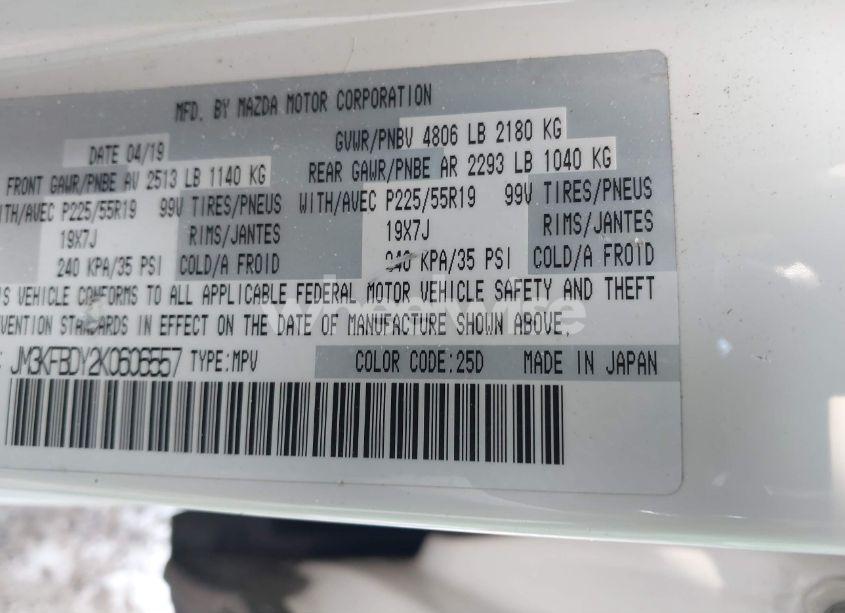 MFD. BY MAZDA MOTOR CORPORATION
DATE 04/19 GVWR/PNBV 4806 LB 2180 KG
FRONT GAWR/PNBE AV 2513 LB 1140 KG REAR GAWR/PNBE AR 2293 LB 1040 KG
WITH/AVEC P225/55R19 99V TIRES/PNEUS WITH/AVEC P225/55R19 99V TIRES/PNEUS
19X7J RIMS/JANTES 19X7J RIMS/JANTES
240 KPA/35 PSI COLD/A FROID 240 KPA/35 PSI COLD/A FROID
IS VEHICLE CONFORMS TO ALL APPLICABLE FEDERAL MOTOR VEHICLE SAFETY AND THEFT
VENTION STANDARDS IN EFFECT ON THE DATE OF MANUFACTURE SHOWN ABOVE.
JM3KFBDY2K0606557 TYPE:MPV COLOR CODE:25D MADE IN JAPAN
wheelwire